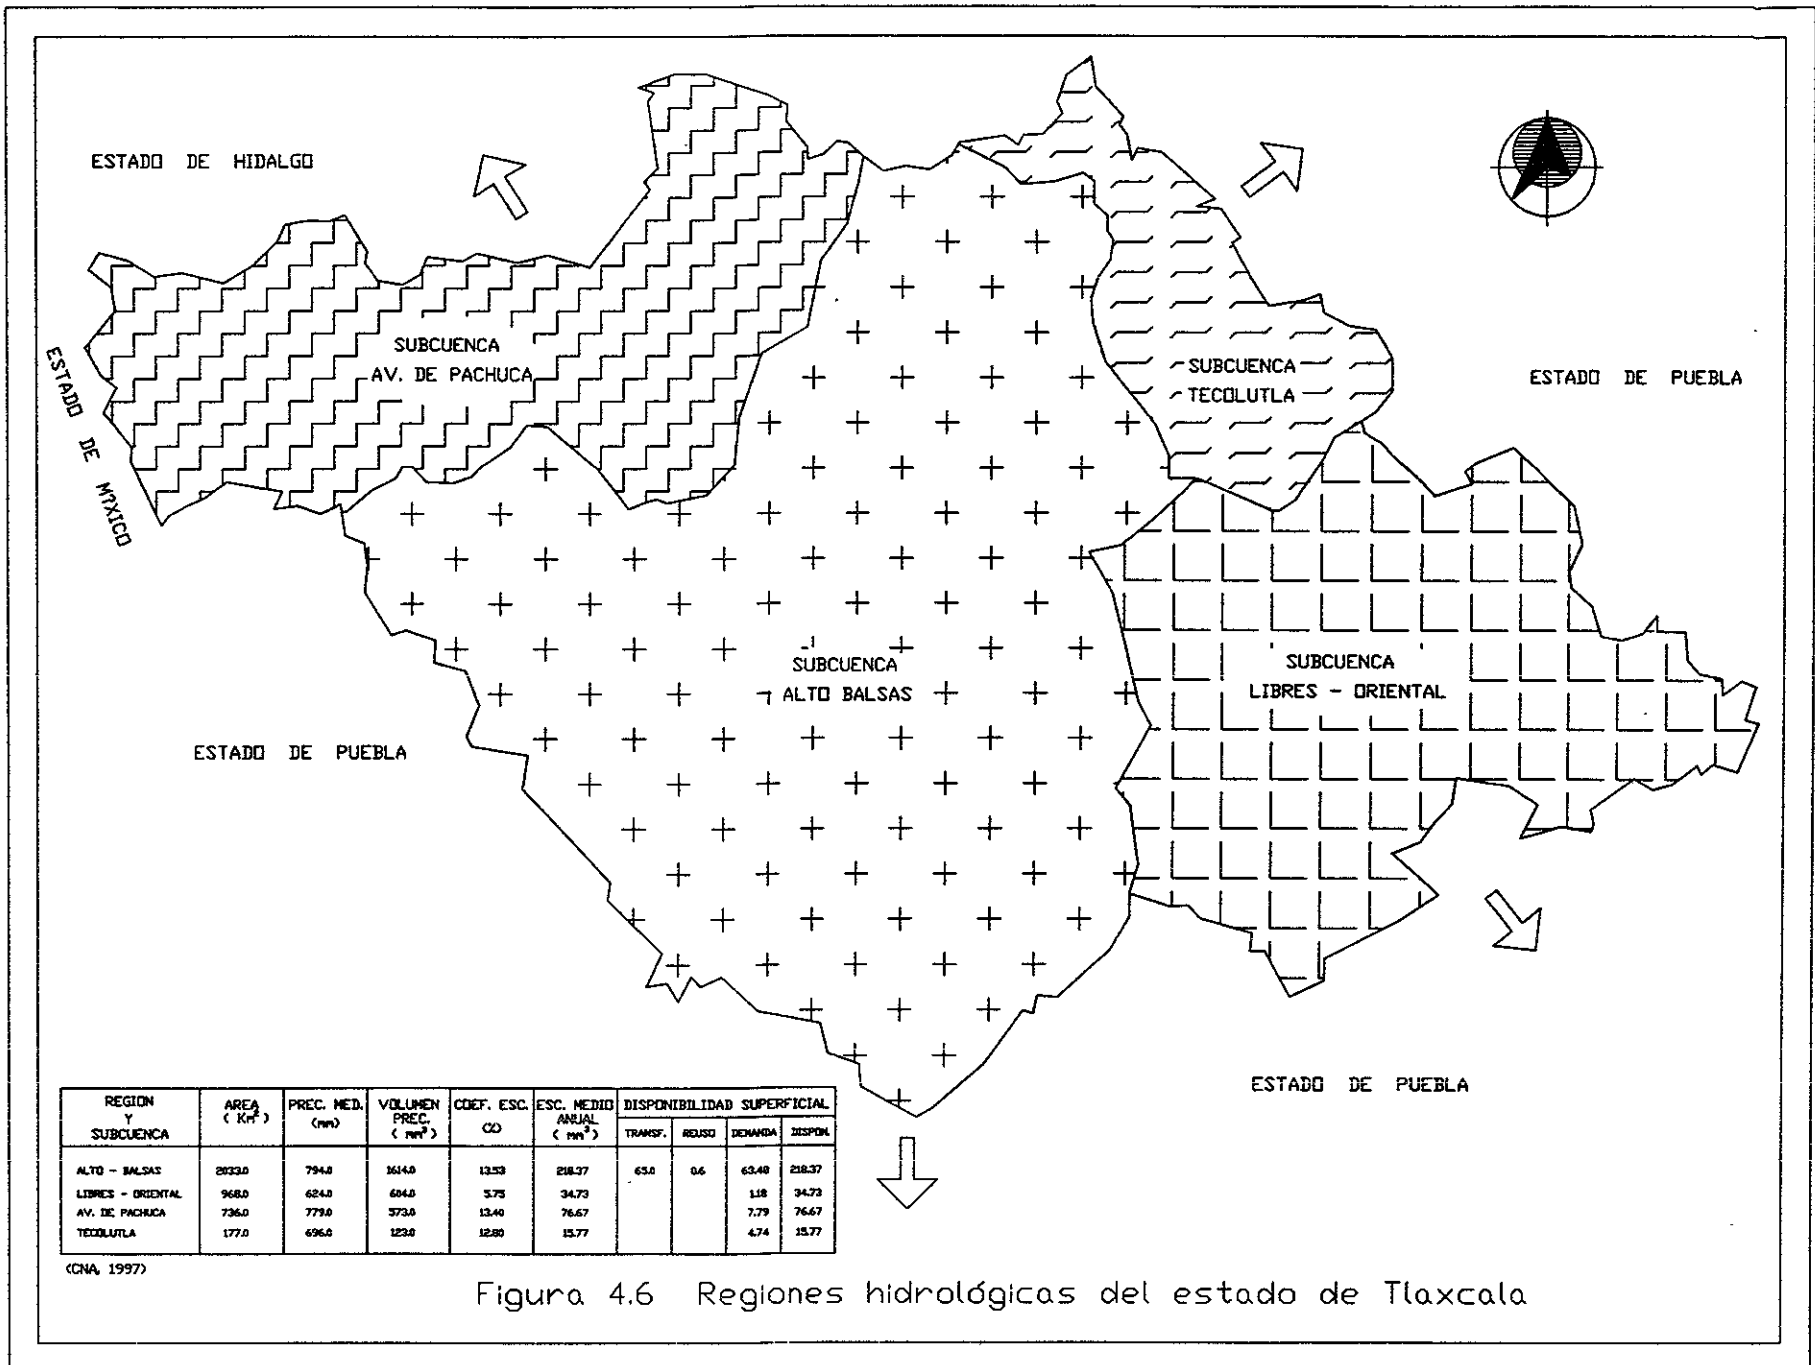 ESTADO DE HIDALGO
ESTADO DE M?XICO
SUBCUENCA
AV. DE PACHUCA
SUBCUENCA
TECOLUTLA
ESTADO DE PUEBLA
SUBCUENCA
ALTO BALSAS
SUBCUENCA
LIBRES - ORIENTAL
ESTADO DE PUEBLA
ESTADO DE PUEBLA
REGION Y SUBCUENCA AREA (Km²) PREC. MED. (mm) VOLUMEN PREC. (mm³) COEF. ESC. (%) ESC. MEDIO ANUAL (mm³) DISPONIBILIDAD SUPERFICIAL
TRANSF. REUSO DEMANDA DISPON.
ALTO - BALSAS 2033.0 794.0 1614.0 13.53 218.37 65.0 0.6 63.48 218.37
LIBRES - ORIENTAL 968.0 624.0 604.0 5.75 34.73 1.18 34.73
AV. DE PACHUCA 736.0 779.0 573.0 13.40 76.67 7.79 76.67
TECOLUTLA 177.0 696.0 123.0 12.80 15.77 4.74 15.77
(CNA, 1997)
Figura 4.6 Regiones hidrológicas del estado de Tlaxcala